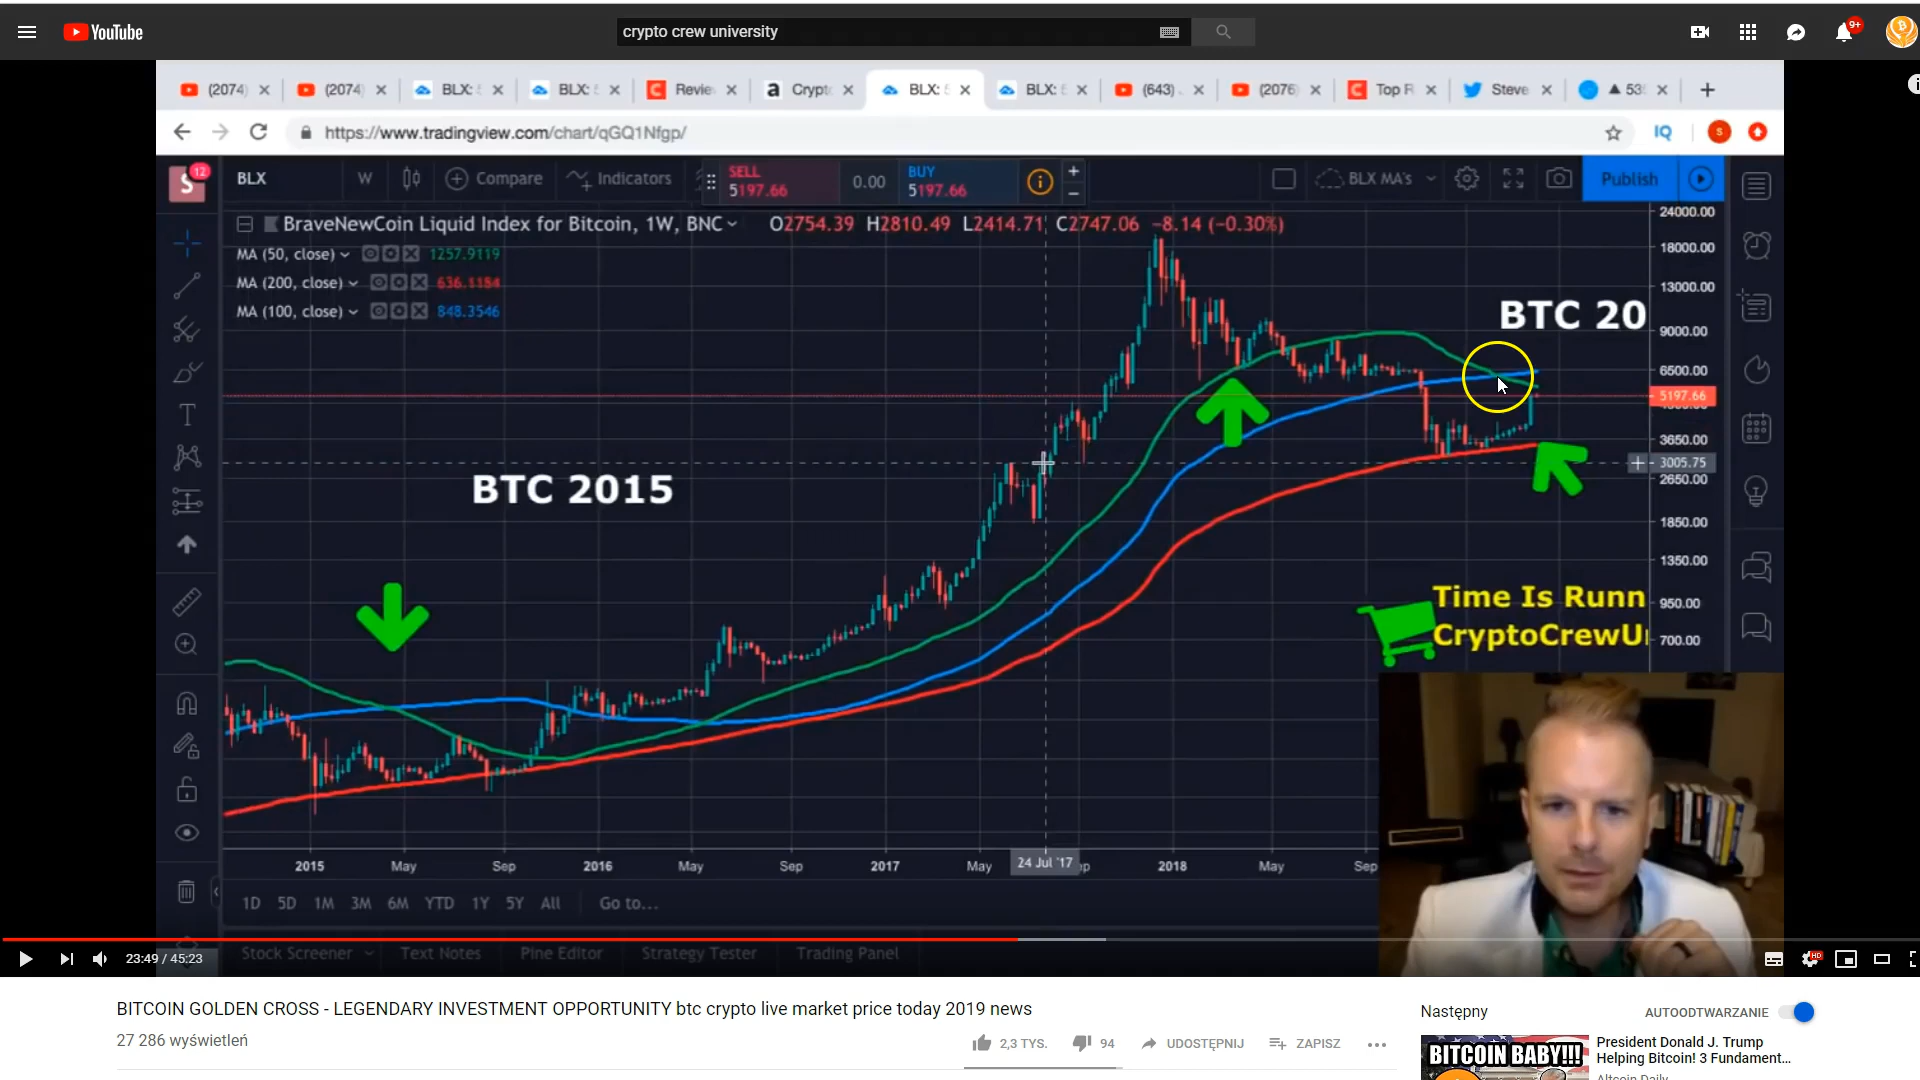 YouTube
crypto crew university
9+
(2074) (2074) BLX: BLX: Crypt BLX: BLX: (643) (2076) Top Steve
https://www.tradingview.com/chart/qGQ1Nfgp/
IQ
S
S 12
BLX W Compare Indicators
SELL 5197.66 0.00 BUY 5197.66
BLX MA's Publish
BraveNewCoin Liquid Index for Bitcoin, 1W, BNC O2754.39 H2810.49 L2414.71 C2747.06 −8.14 (−0.30%)
MA (50, close) 1257.9119
MA (200, close) 636.1184
MA (100, close) 848.3546
24000.00
18000.00
13000.00
BTC 20
9000.00
6500.00
5197.66
3650.00
3005.75
2650.00
BTC 2015
1850.00
1350.00
950.00
700.00
Time Is Runn
CryptoCrewU
2015 May Sep 2016 May Sep 2017 May 24 Jul '17 2018 May Sep
1D 5D 1M 3M 6M YTD 1Y 5Y All Go to...
Stock Screener Text Notes Pine Editor Strategy Tester Trading Panel
23:49 / 45:23
HD
BITCOIN GOLDEN CROSS - LEGENDARY INVESTMENT OPPORTUNITY btc crypto live market price today 2019 news
27 286 wyświetleń
2,3 TYS. 94 UDOSTĘPNIJ ZAPISZ
Następny AUTOODTWARZANIE
BITCOIN BABY!!!
President Donald J. Trump
Helping Bitcoin! 3 Fundament...
Altcoin Daily